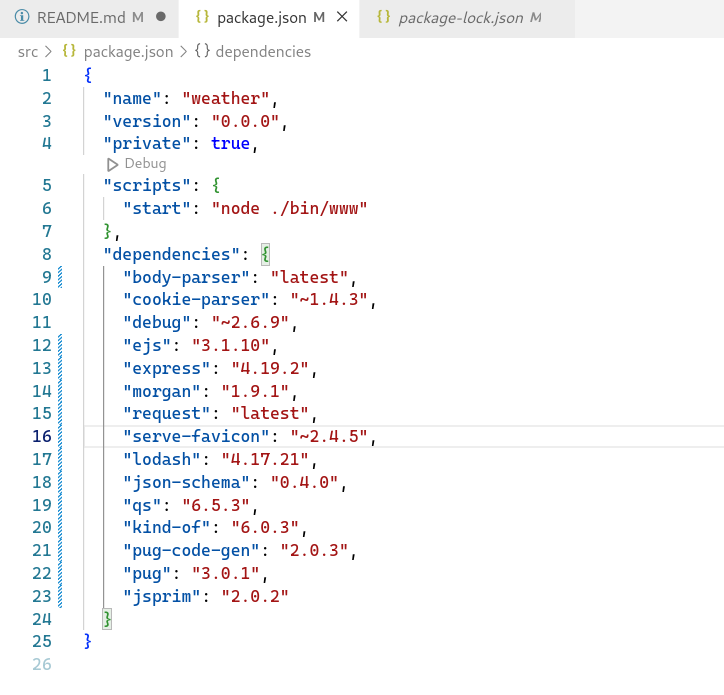 README.md M package.json M package-lock.json M
src > package.json > {} dependencies
1 {
2 "name": "weather",
3 "version": "0.0.0",
4 "private": true,
Debug
5 "scripts": {
6 "start": "node ./bin/www"
7 },
8 "dependencies": {
9 "body-parser": "latest",
10 "cookie-parser": "~1.4.3",
11 "debug": "~2.6.9",
12 "ejs": "3.1.10",
13 "express": "4.19.2",
14 "morgan": "1.9.1",
15 "request": "latest",
16 "serve-favicon": "~2.4.5",
17 "lodash": "4.17.21",
18 "json-schema": "0.4.0",
19 "qs": "6.5.3",
20 "kind-of": "6.0.3",
21 "pug-code-gen": "2.0.3",
22 "pug": "3.0.1",
23 "jsprim": "2.0.2"
24 }
25 }
26